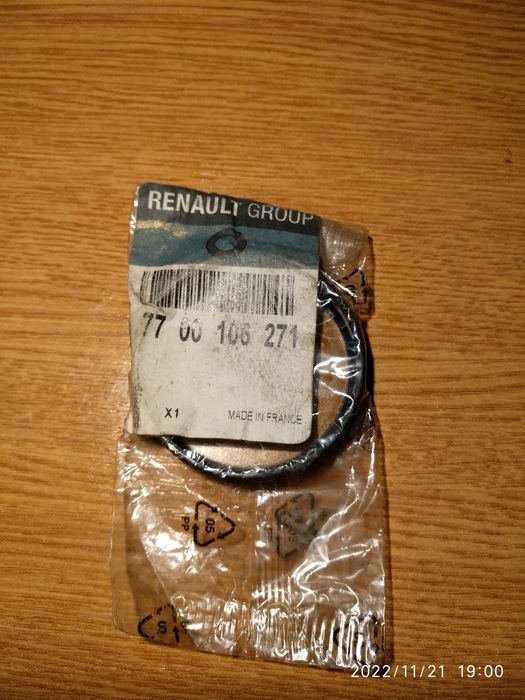 RENAULT GROUP
77 00 106 271
X1 MADE IN FRANCE
05
PP
S
2022/11/21 19:00